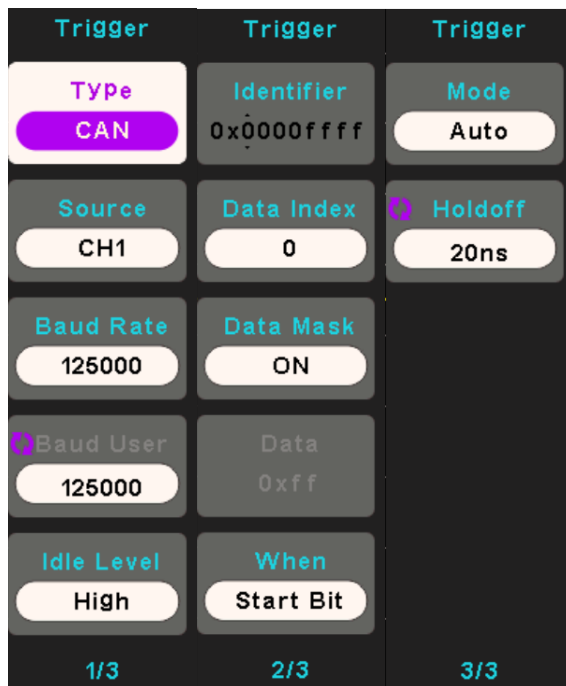 Trigger
Type
CAN
Source
CH1
Baud Rate
125000
Baud User
125000
Idle Level
High
1/3
Trigger
Identifier
0x0000ffff
Data Index
0
Data Mask
ON
Data
0xff
When
Start Bit
2/3
Trigger
Mode
Auto
Holdoff
20ns
3/3